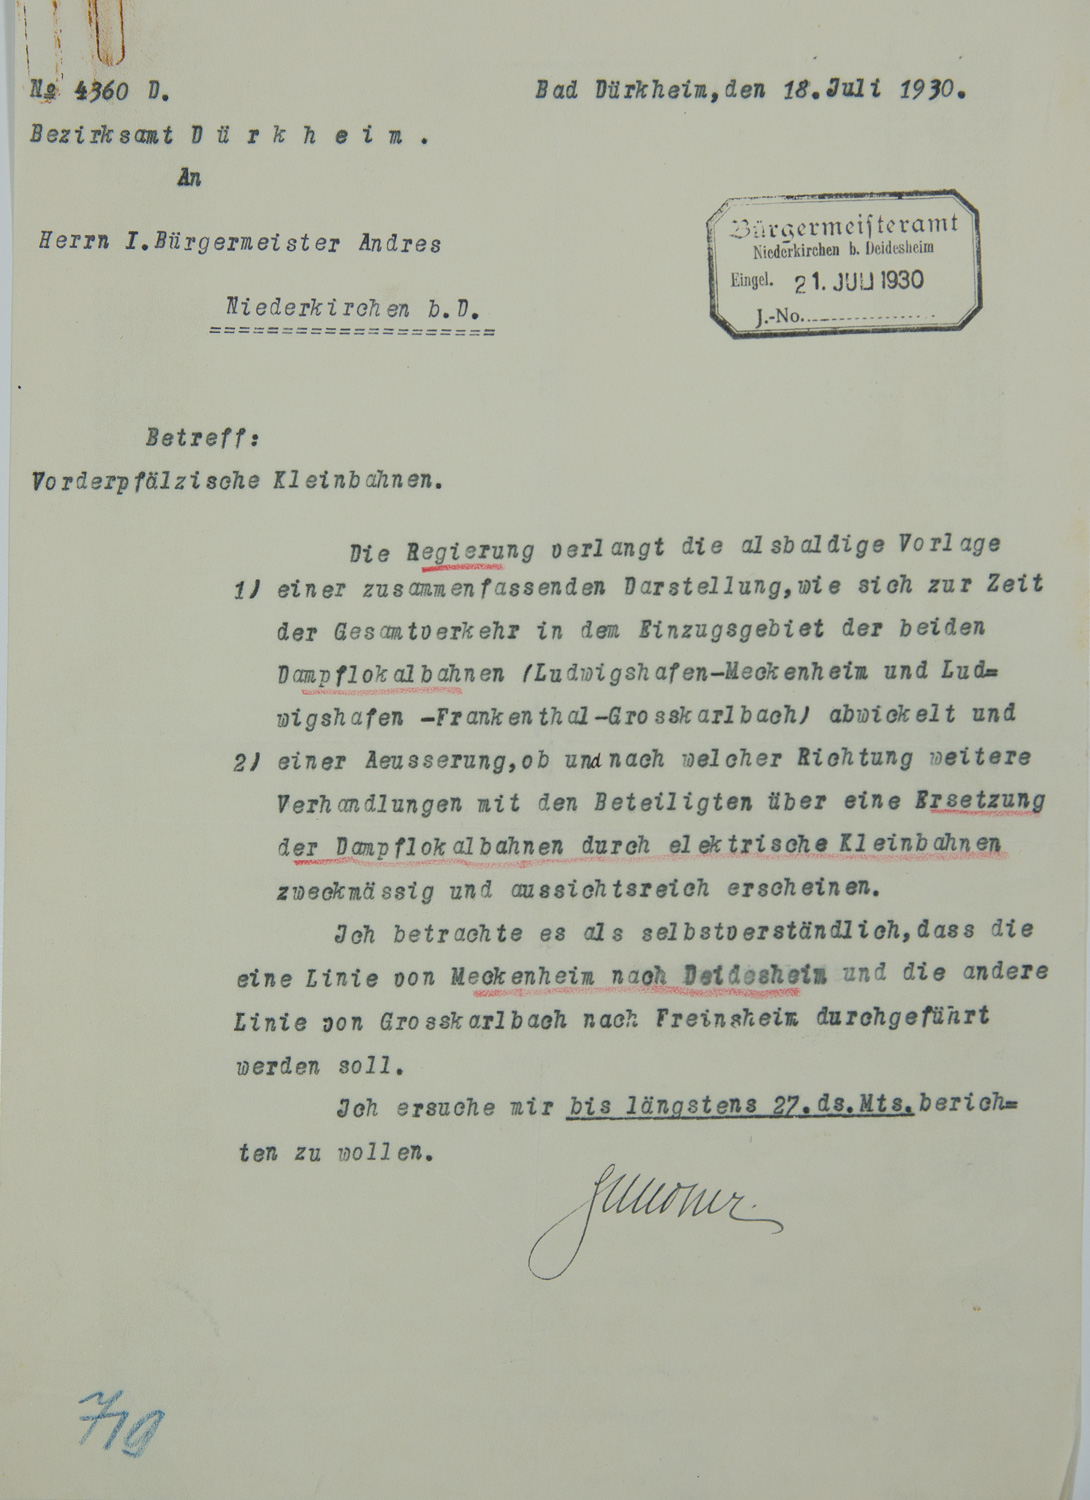 № 4360 D.
Bad Dürkheim,den 18.Juli 1930.
Bezirksamt D ü r k h e i m .
An
Herrn I.Bürgermeister Andres
Niederkirchen b.D.
====================
Bürgermeisteramt
Niederkirchen b. Deidesheim
Eingel. 21. JULI 1930
J.-No.
Betreff:
Vorderpfälzische Kleinbahnen.
Die Regierung verlangt die alsbaldige Vorlage
1) einer zusammenfassenden Darstellung,wie sich zur Zeit
der Gesamtverkehr in dem Einzugsgebiet der beiden
Dampflokalbahnen (Ludwigshafen-Meckenheim und Lud=
wigshafen -Frankenthal-Grosskarlbach) abwickelt und
2) einer Aeusserung,ob und nach welcher Richtung weitere
Verhandlungen mit den Beteiligten über eine Ersetzung
der Dampflokalbahnen durch elektrische Kleinbahnen
zweckmässig und aussichtsreich erscheinen.
Ich betrachte es als selbstverständlich,dass die
eine Linie von Meckenheim nach Deidesheim und die andere
Linie von Grosskarlbach nach Freinsheim durchgeführt
werden soll.
Ich ersuche mir bis längstens 27.ds.Mts.berich=
ten zu wollen.